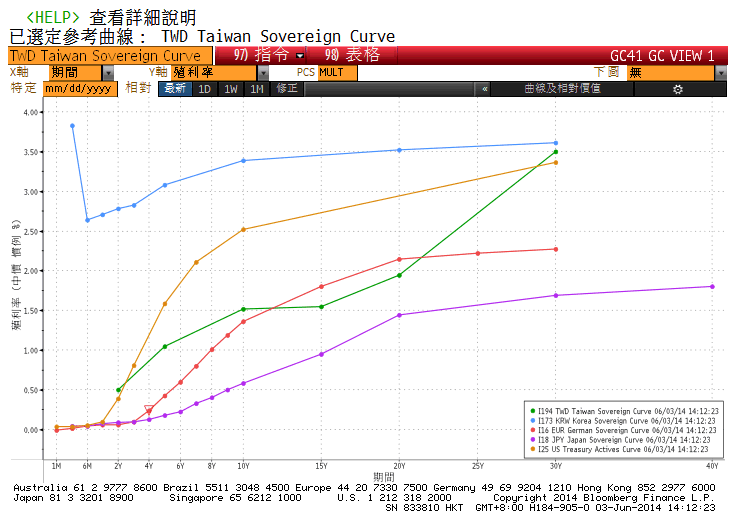 <HELP> 查看詳細說明
已選定參考曲線： TWD Taiwan Sovereign Curve
TWD Taiwan Sovereign Curve 97) 指令 98) 表格 GC41 GC VIEW 1
X軸 期間 Y軸 殖利率 PCS MULT 下圖 無
特定 mm/dd/yyyy 相對 最新 1D 1W 1M 修正 « 曲線及相對價值
4.00
3.50
3.00
2.50
2.00
1.50
1.00
0.50
0.00
殖利率 (中價 慣例 %)
I194 TWD Taiwan Sovereign Curve 06/03/14 14:12:23
I173 KRW Korea Sovereign Curve 06/03/14 14:12:23
I16 EUR German Sovereign Curve 06/03/14 14:12:23
I18 JPY Japan Sovereign Curve 06/03/14 14:12:23
I25 US Treasury Actives Curve 06/03/14 14:12:23
1M 6M 2Y 4Y 6Y 8Y 10Y 15Y 20Y 25Y 30Y 40Y
期間
Australia 61 2 9777 8600 Brazil 5511 3048 4500 Europe 44 20 7330 7500 Germany 49 69 9204 1210 Hong Kong 852 2977 6000
Japan 81 3 3201 8900 Singapore 65 6212 1000 U.S. 1 212 318 2000 Copyright 2014 Bloomberg Finance L.P.
SN 833810 HKT GMT+8:00 H184-905-0 03-Jun-2014 14:12:23